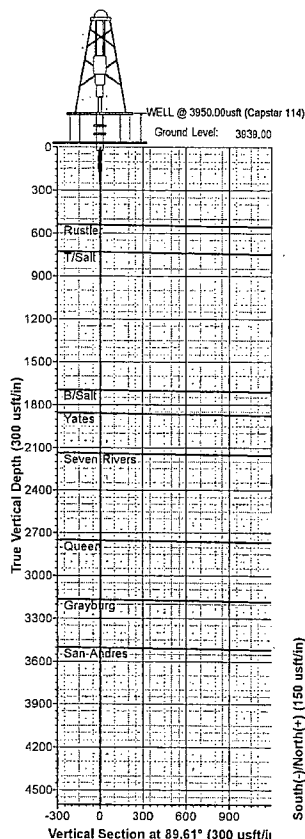 WELL @ 3950.00usft (Capstar 114)
Ground Level: 3939.00
0
300
Rustle
600
T/Salt
900
1200
1500
B/Salt
1800
Yates
2100
Seven Rivers
2400
2700
Queen
3000
Grayburg
3300
San Andres
3600
3900
4200
4500
True Vertical Depth (300 usft/in)
South(-)/North(+) (150 usft/in)
-300 0 300 600 900
Vertical Section at 89.61° (300 usft/i